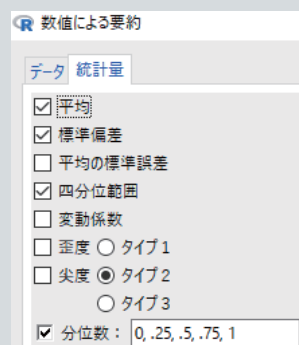 数値による要約
データ 統計量
平均
標準偏差
平均の標準誤差
四分位範囲
変動係数
歪度 タイプ 1
尖度 タイプ 2
タイプ 3
分位数： 0, .25, .5, .75, 1